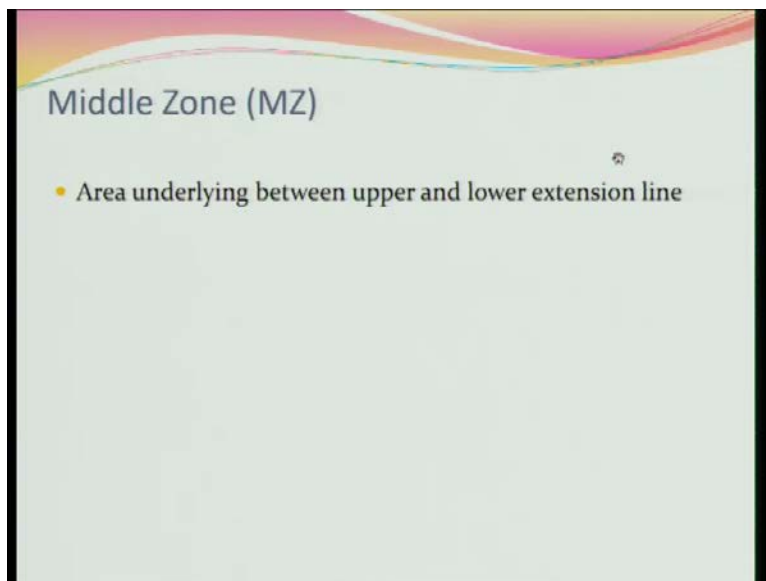 Middle Zone (MZ)
• Area underlying between upper and lower extension line